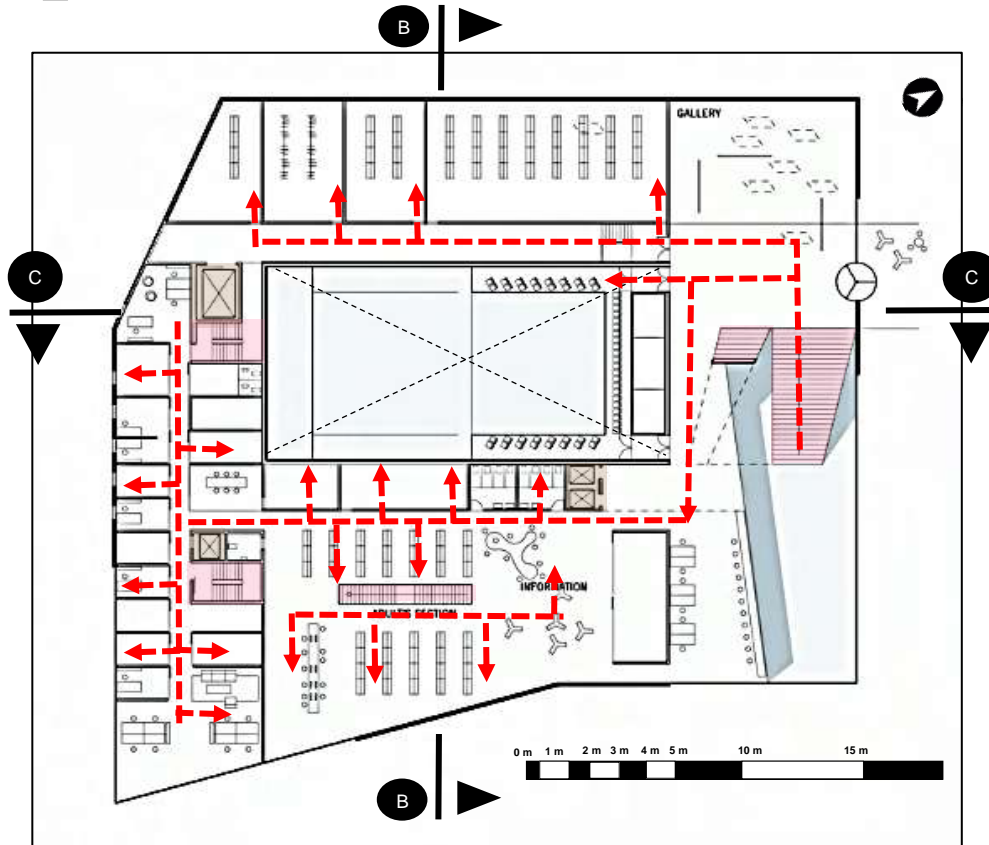 B
GALLERY
C
C
INFORMATION
ADULTS SECTION
0 m 1 m 2 m 3 m 4 m 5 m 10 m 15 m
B